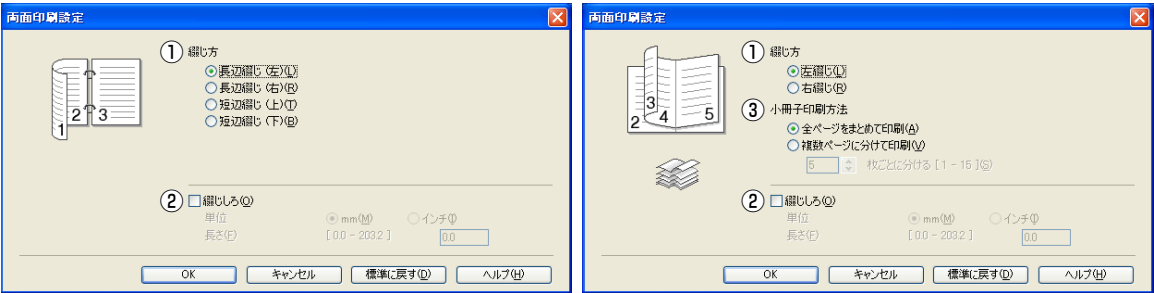 両面印刷設定
① 綴じ方
長辺綴じ (左)(L)
長辺綴じ (右)(R)
短辺綴じ (上)(T)
短辺綴じ (下)(B)
1
2
3
② 綴じしろ(O)
単位 mm(M) インチ(I)
長さ(F) [ 0.0 - 203.2 ] 0.0
OK キャンセル 標準に戻す(D) ヘルプ(H)
両面印刷設定
① 綴じ方
左綴じ(L)
右綴じ(R)
2
3
4
5
③ 小冊子印刷方法
全ページをまとめて印刷(A)
複数ページに分けて印刷(V)
5 枚ごとに分ける [ 1 - 15 ](S)
② 綴じしろ(O)
単位 mm(M) インチ(I)
長さ(F) [ 0.0 - 203.2 ] 0.0
OK キャンセル 標準に戻す(D) ヘルプ(H)